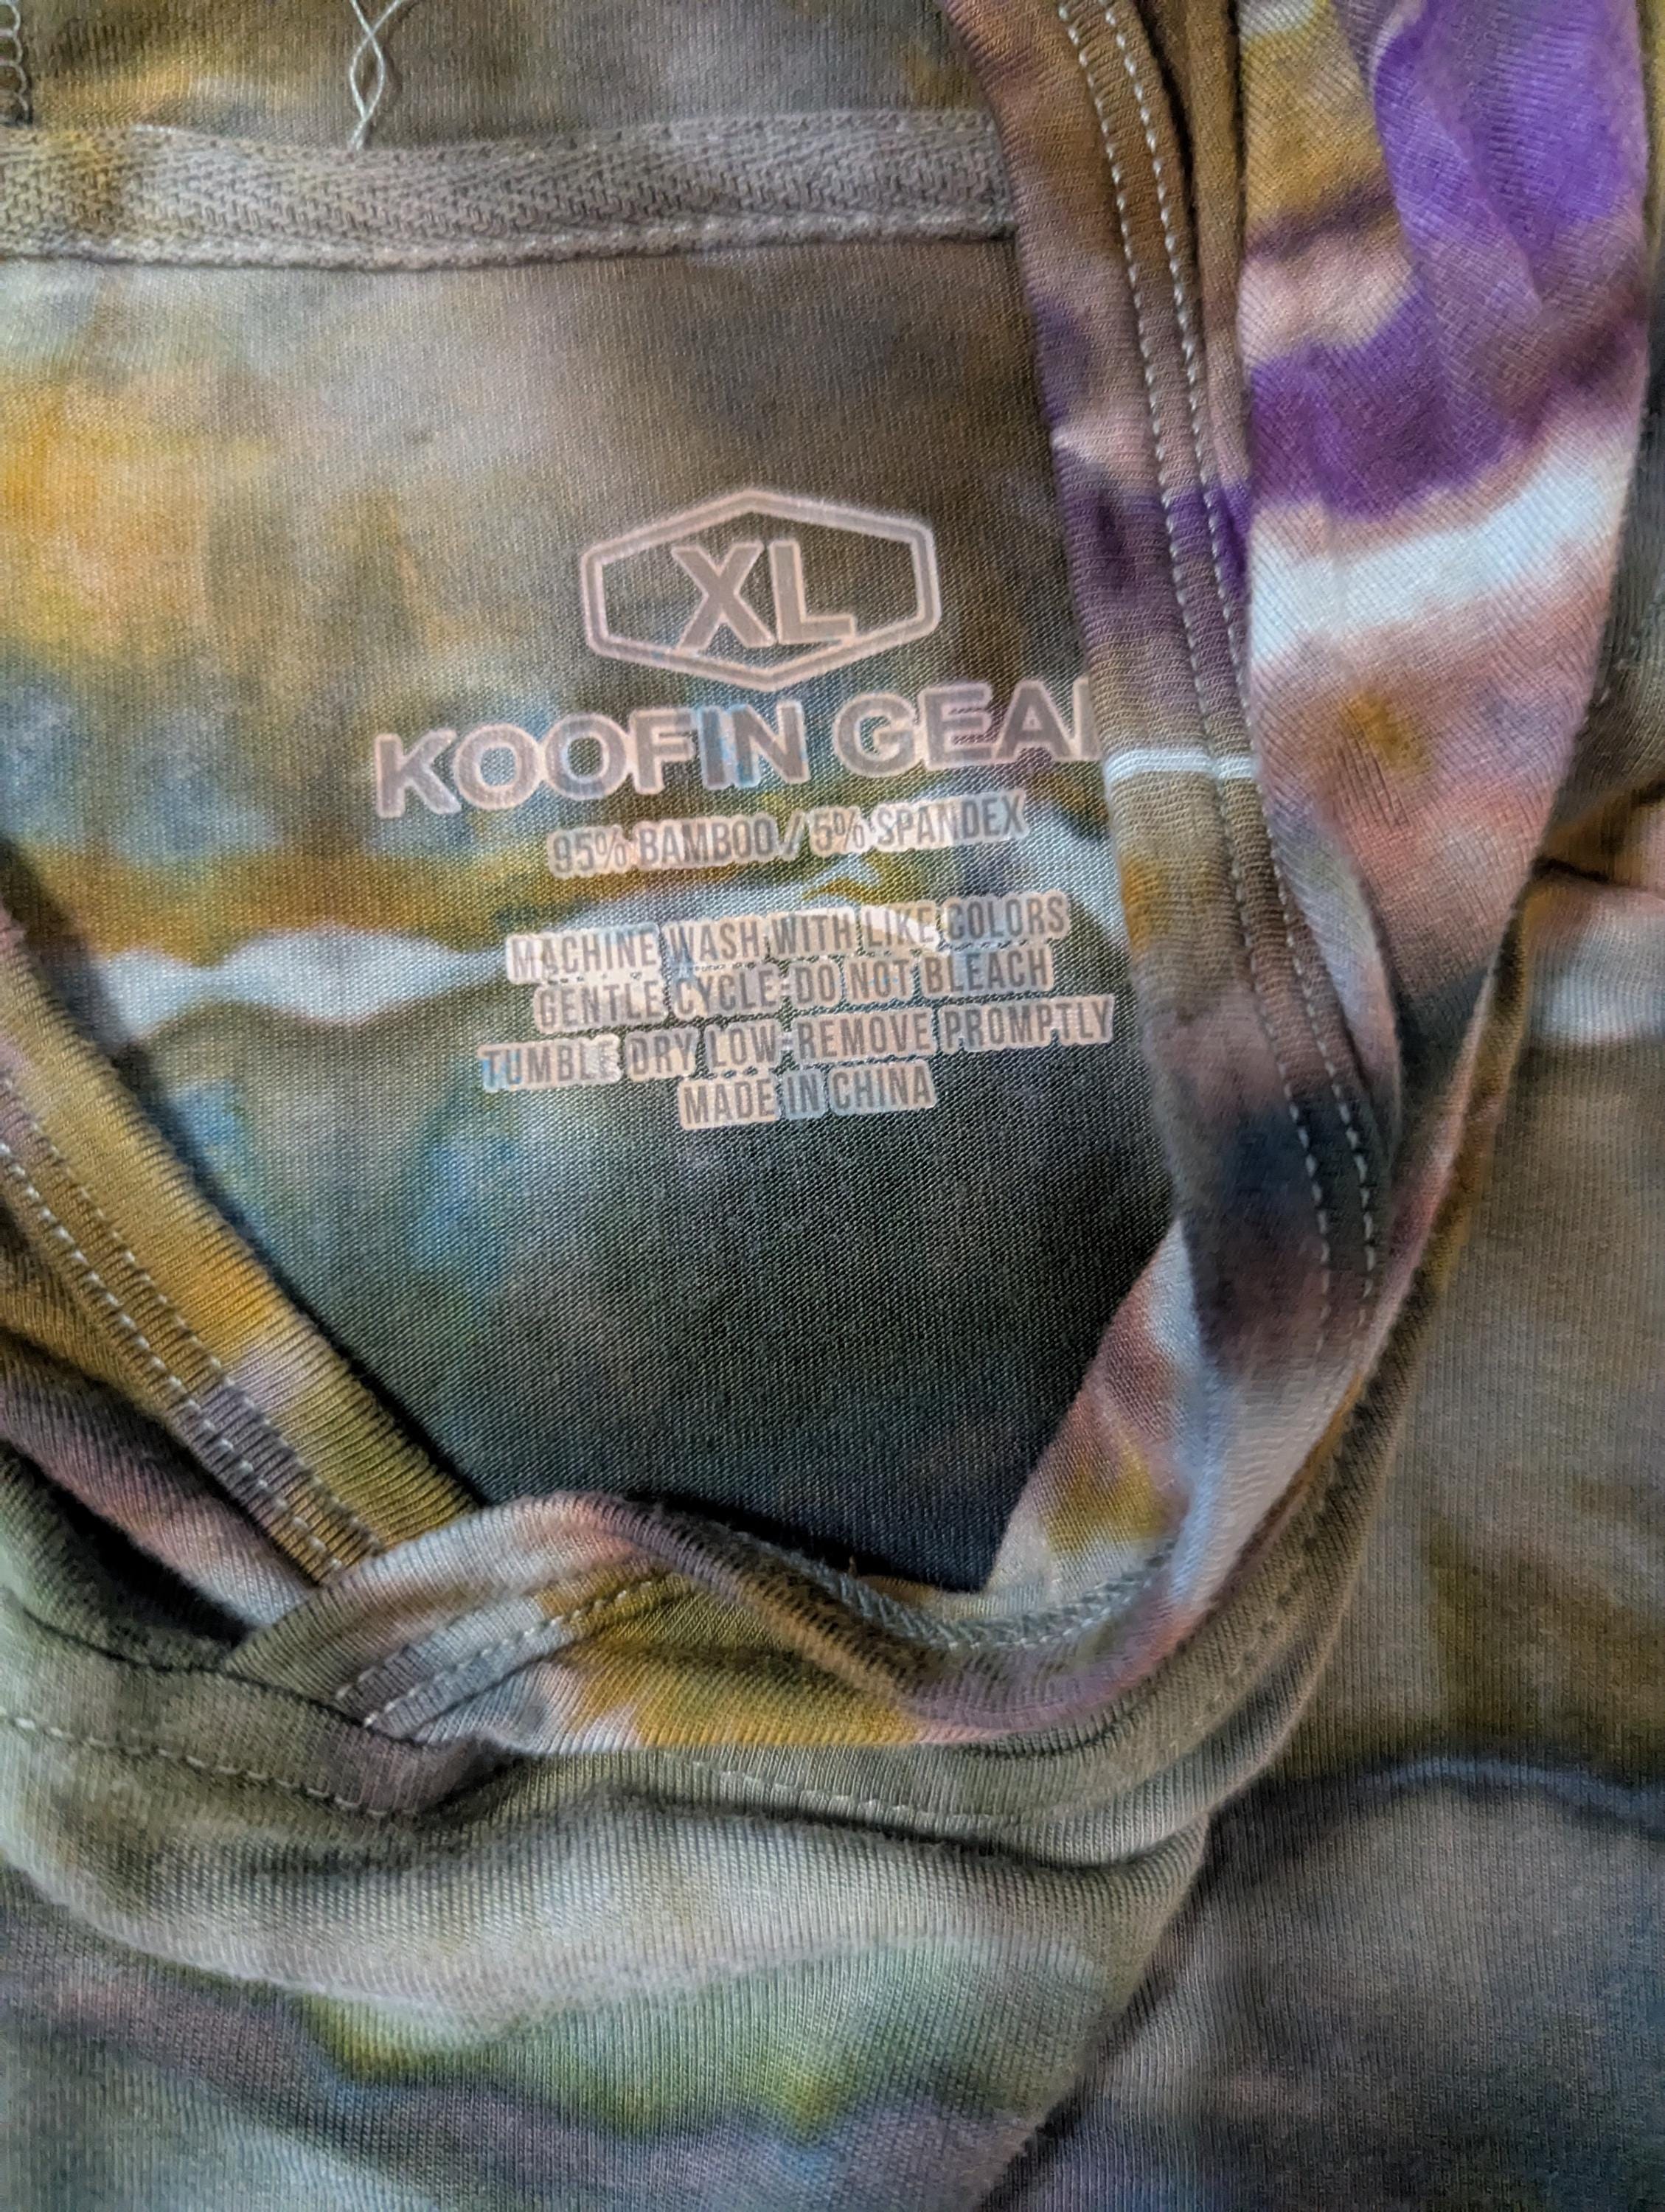 XL
KOOFIN GEA
95% BAMBOO / 5% SPANDEX
MACHINE WASH WITH LIKE COLORS
GENTLE CYCLE-DO NOT BLEACH
TUMBLE DRY LOW-REMOVE PROMPTLY
MADE IN CHINA